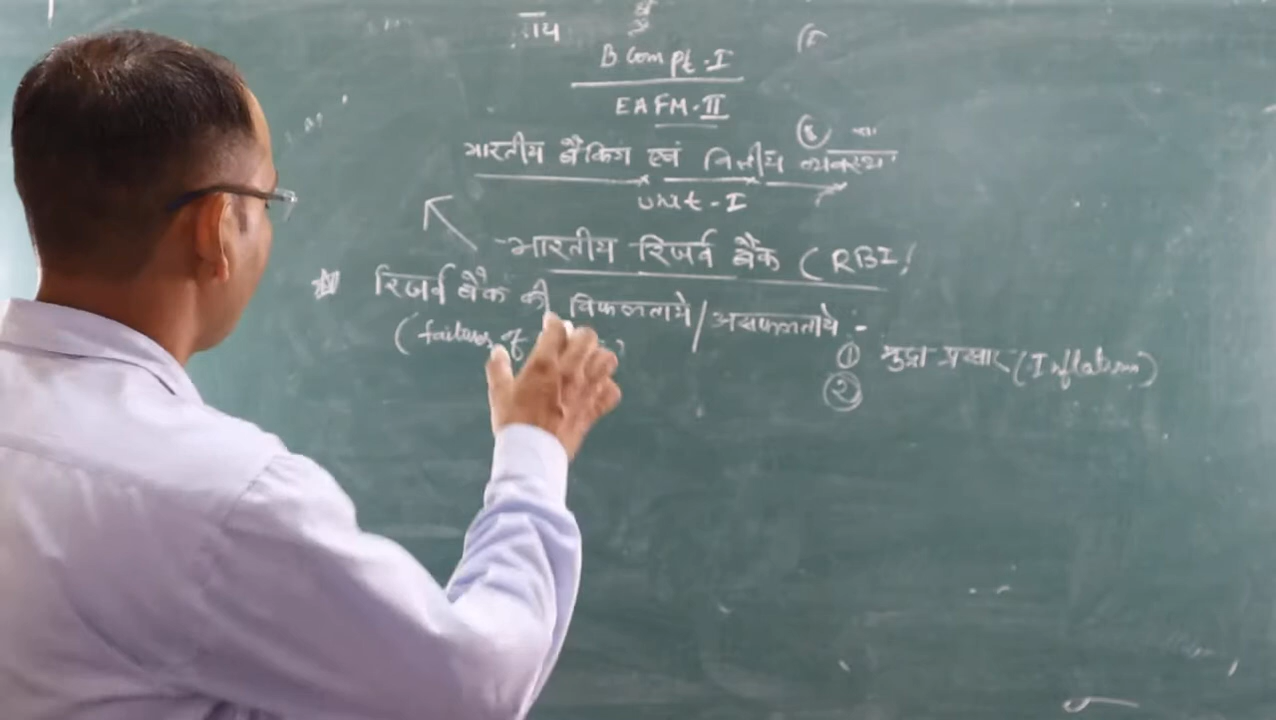 B com pt. I
EAFM-II
भारतीय बैंकिंग एवं वित्तीय व्यवस्था
Unit-I
भारतीय रिजर्व बैंक (RBI)
रिजर्व बैंक की विफलतायें/असफलतायें :-
(failures of
① मुद्रा प्रसार (Inflation)
②